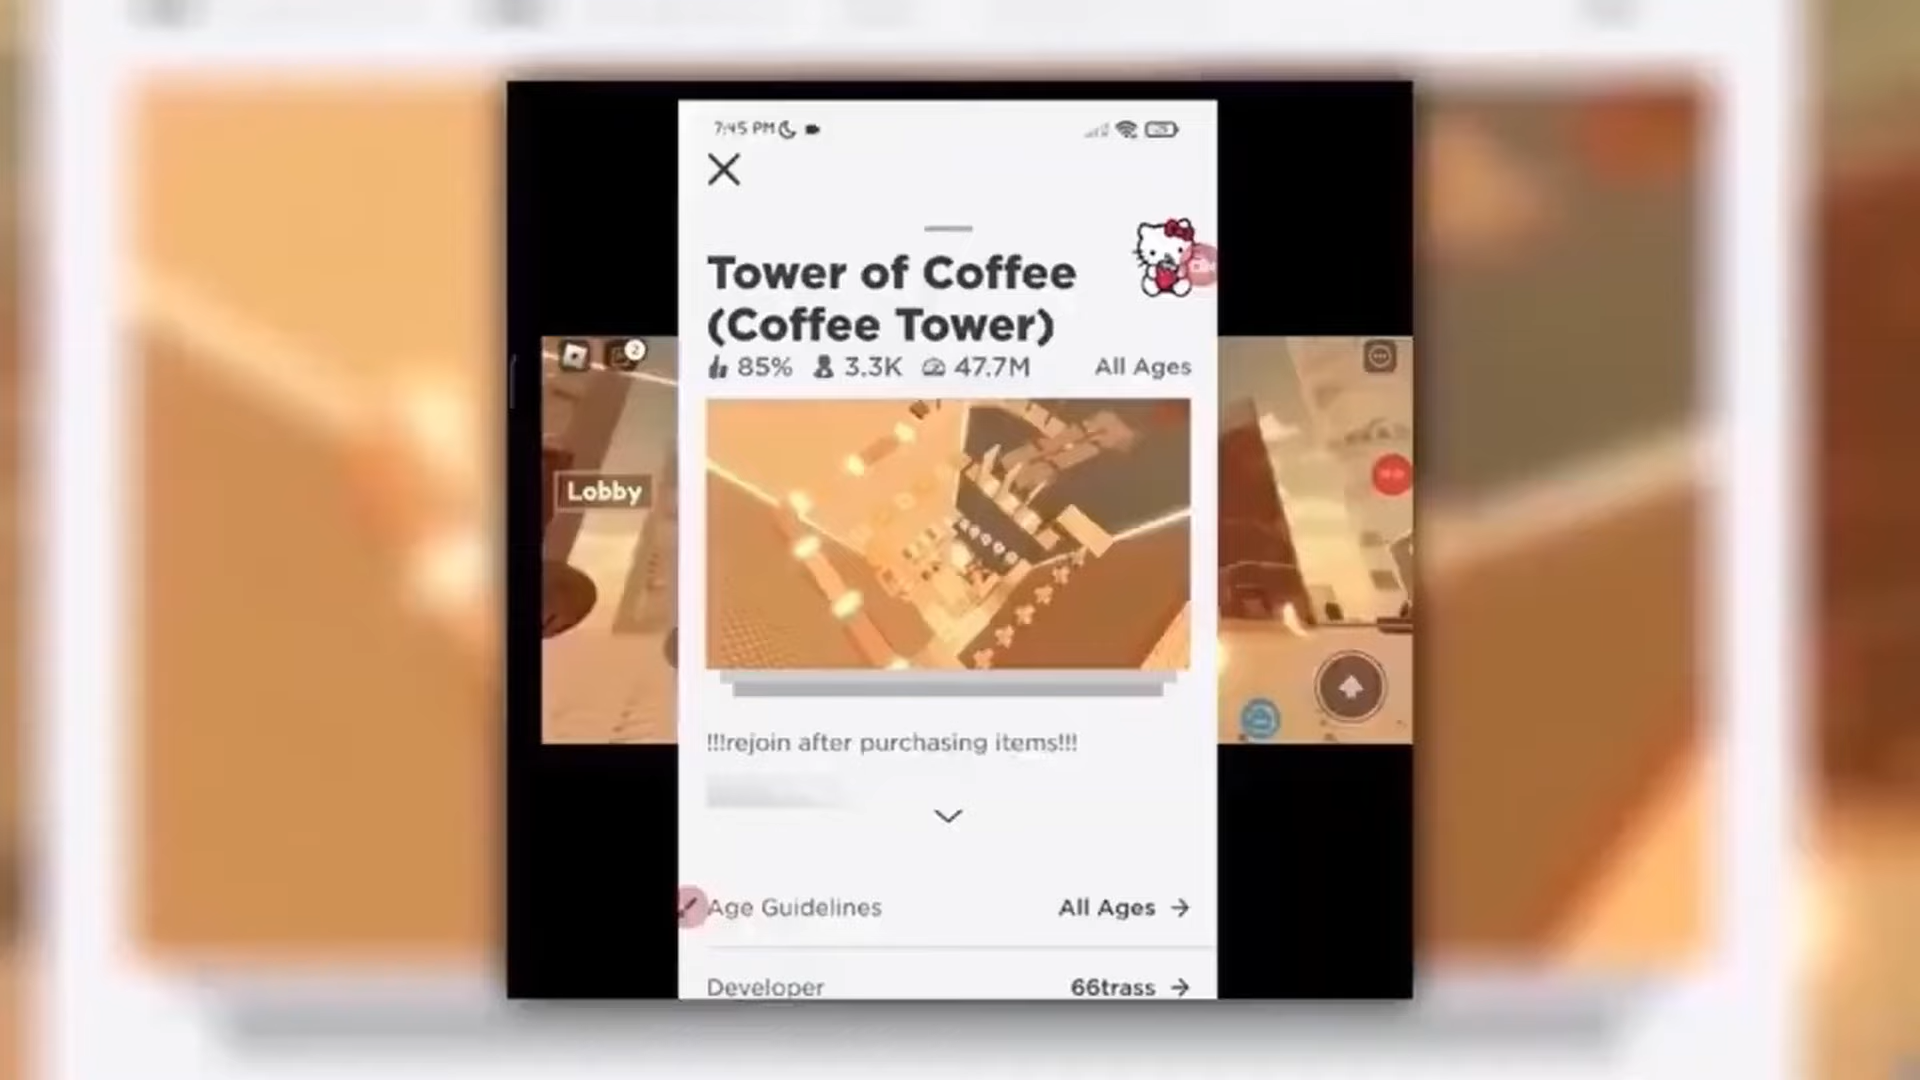 7:45 PM
Tower of Coffee
(Coffee Tower)
85% 3.3K 47.7M All Ages
2
Lobby
!!!rejoin after purchasing items!!!
Age Guidelines All Ages
Developer 66trass